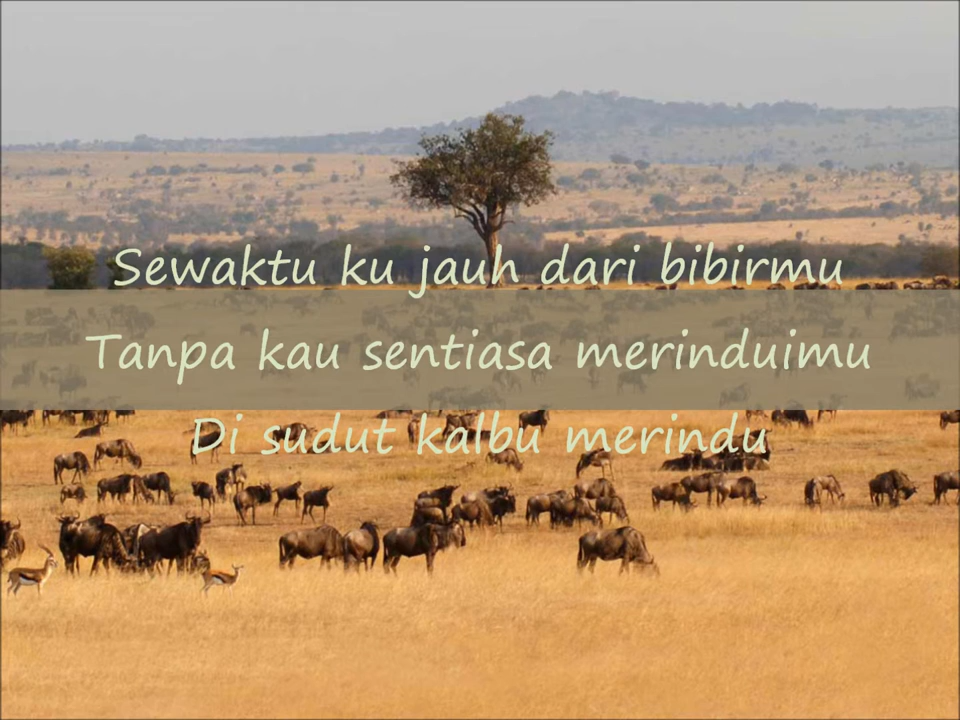 Sewaktu ku jauh dari bibirmu
Tanpa kau sentiasa merinduimu
Di sudut kalbu merindu